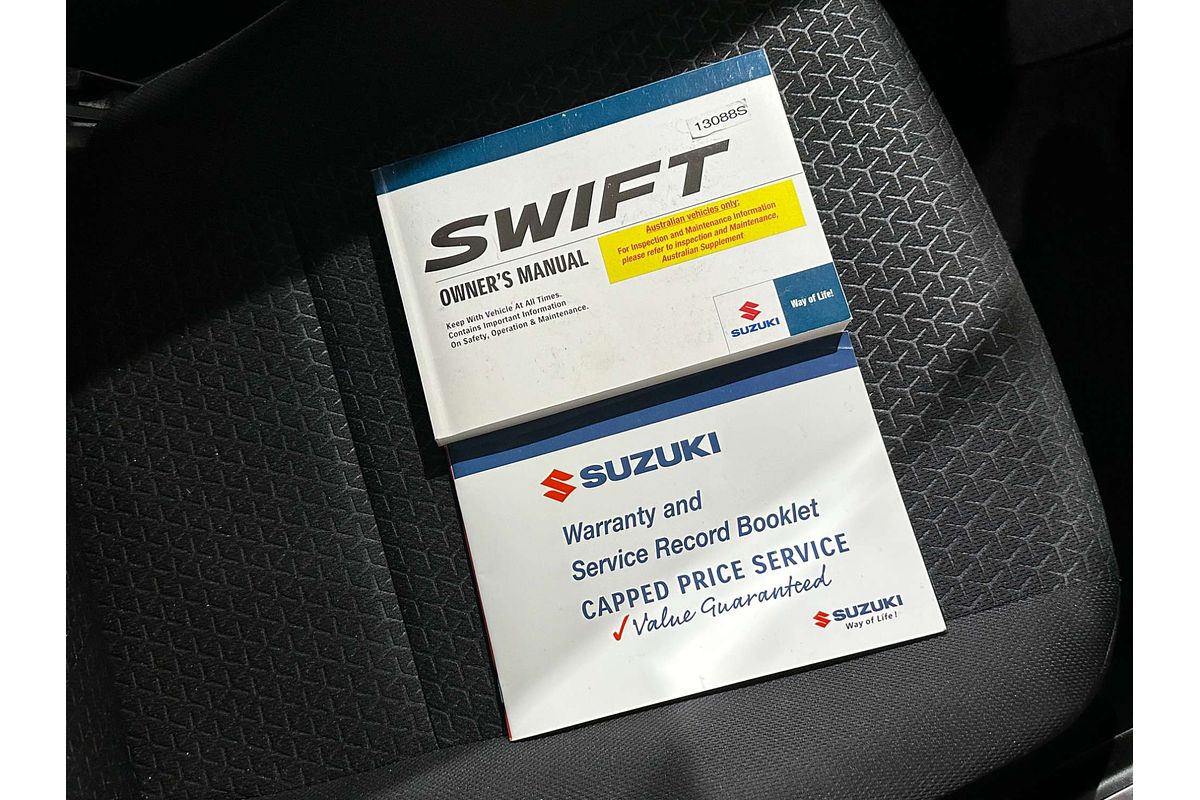 13088S
SWIFT
OWNER'S MANUAL
Australian vehicles only:
For Inspection and Maintenance Information
please refer to inspection and Maintenance,
Australian Supplement
Keep With Vehicle At All Times.
Contains Important Information
On Safety, Operation & Maintenance.
SUZUKI
Way of Life!
SUZUKI
Warranty and
Service Record Booklet
CAPPED PRICE SERVICE
Value Guaranteed
SUZUKI
Way of Life!